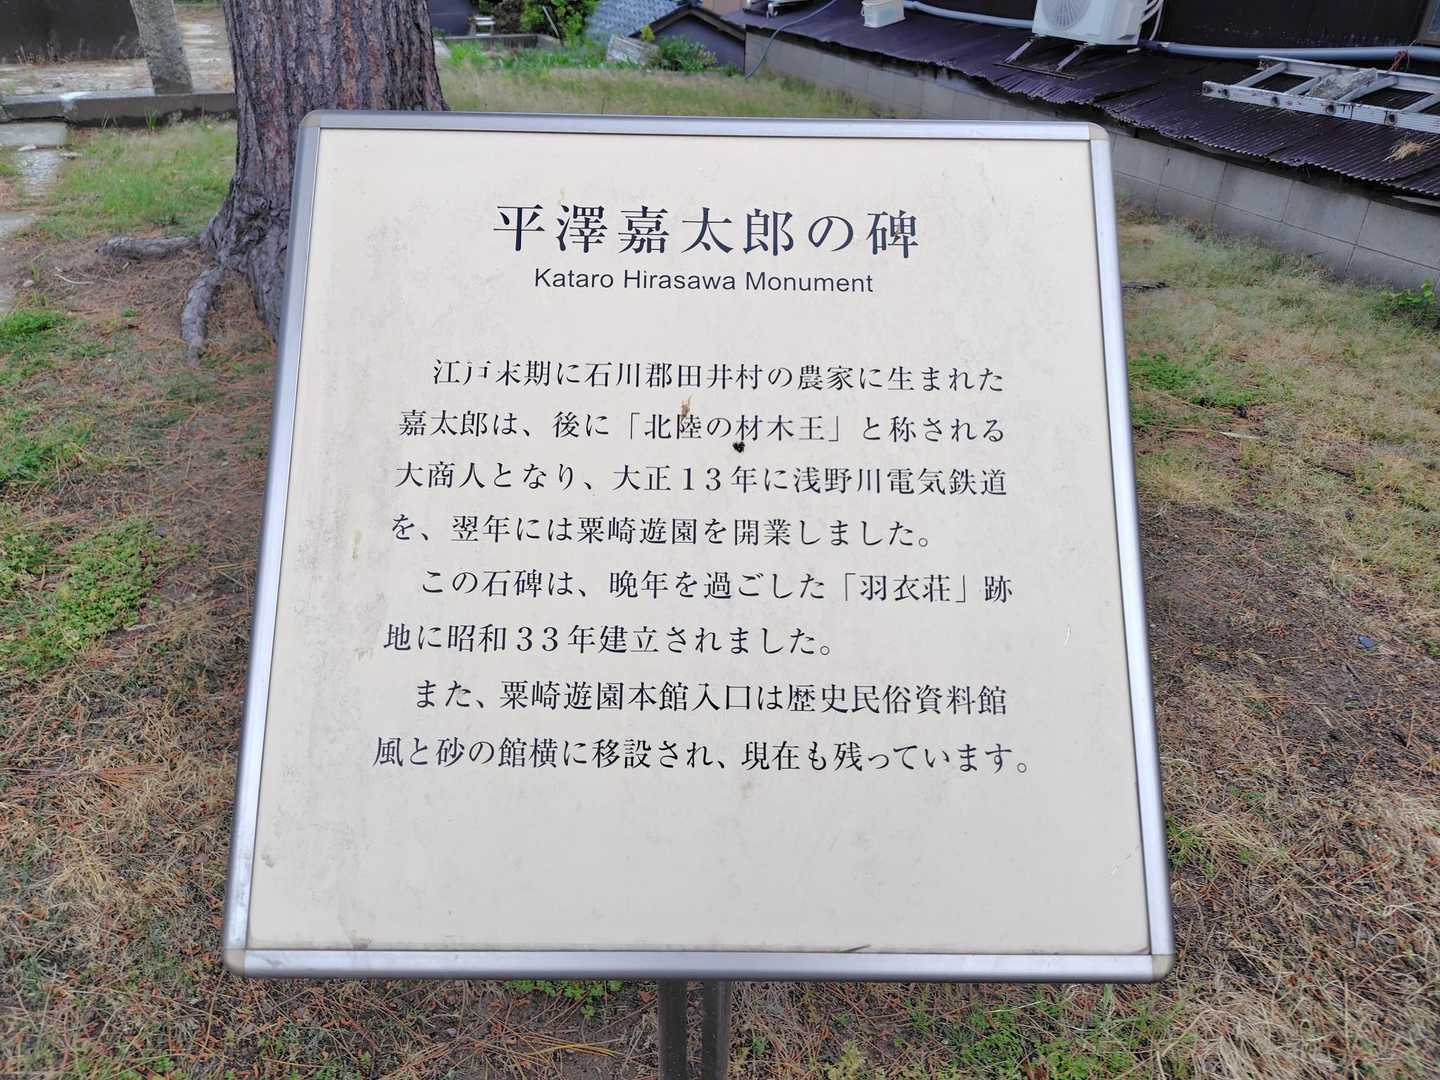 平澤嘉太郎の碑
Kataro Hirasawa Monument
江戸末期に石川郡田井村の農家に生まれた
嘉太郎は、後に「北陸の材木王」と称される
大商人となり、大正13年に浅野川電気鉄道
を、翌年には粟崎遊園を開業しました。
この石碑は、晩年を過ごした「羽衣荘」跡
地に昭和33年建立されました。
また、粟崎遊園本館入口は歴史民俗資料館
風と砂の館横に移設され、現在も残っています。